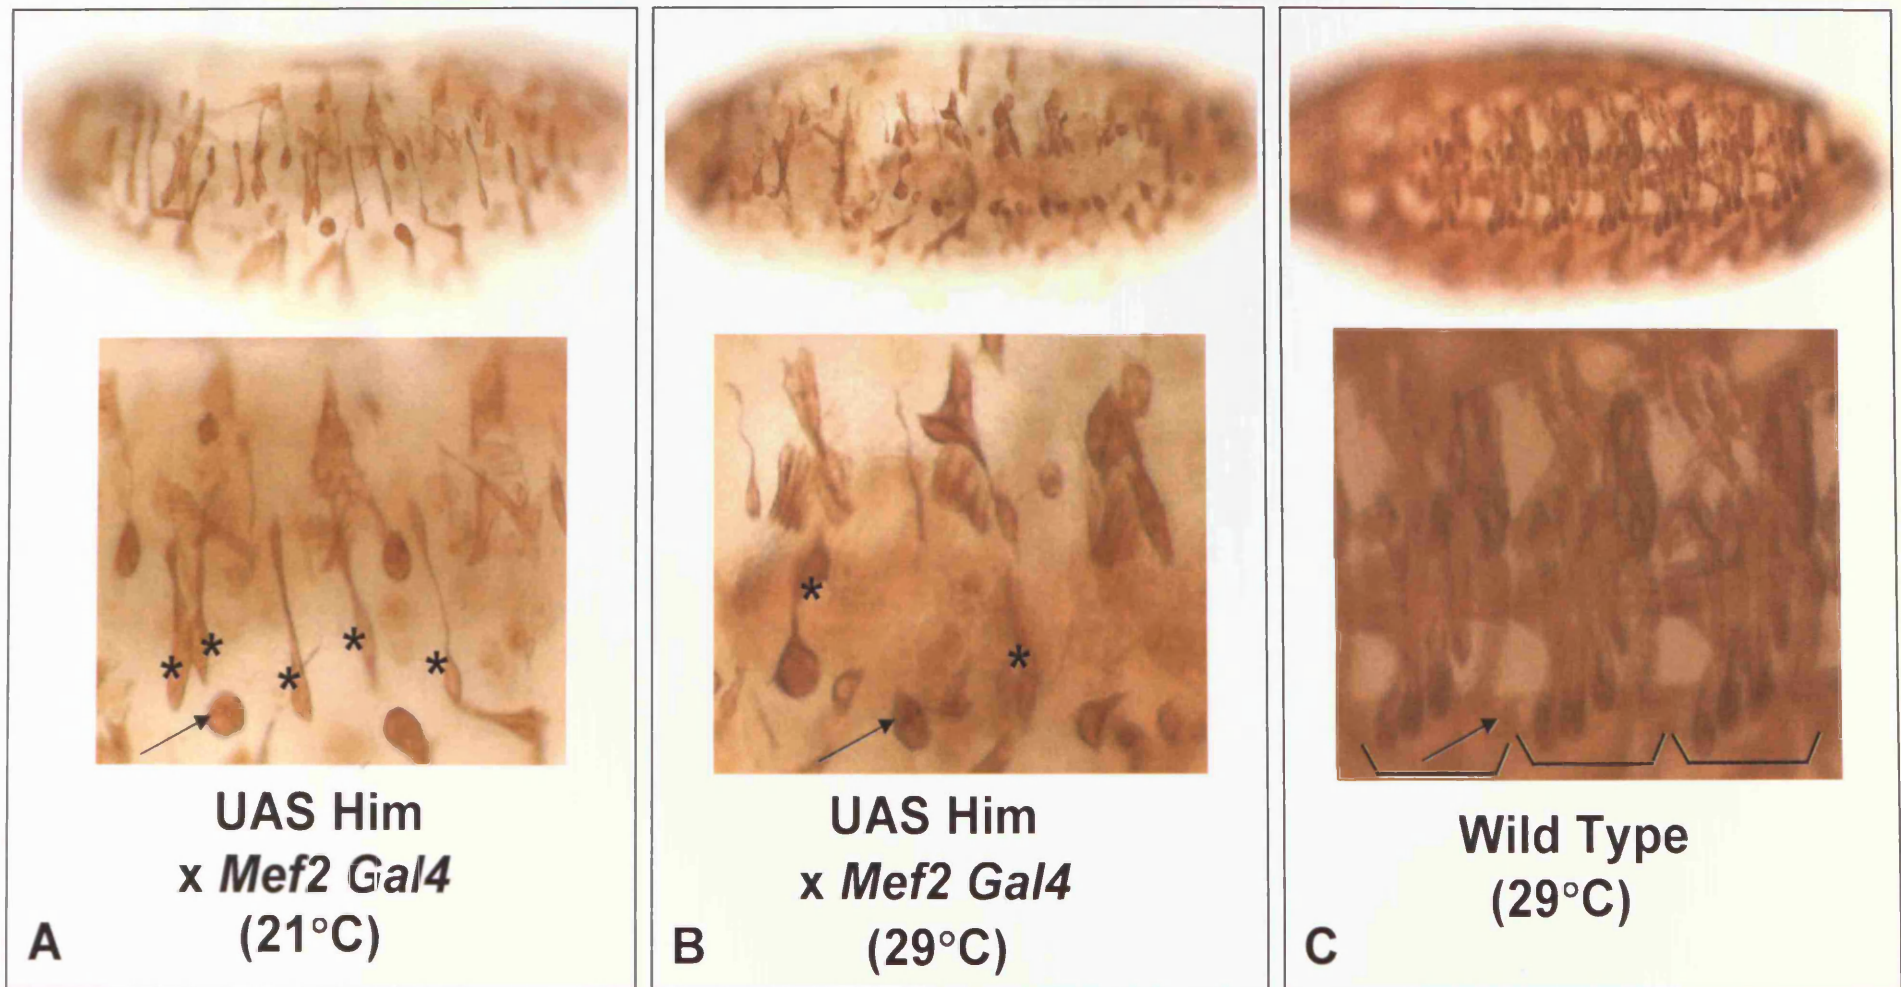 *
*
*
*
*
*
*
UAS Him
x Mef2 Gal4
(21°C)
A
UAS Him
x Mef2 Gal4
(29°C)
B
Wild Type
(29°C)
C